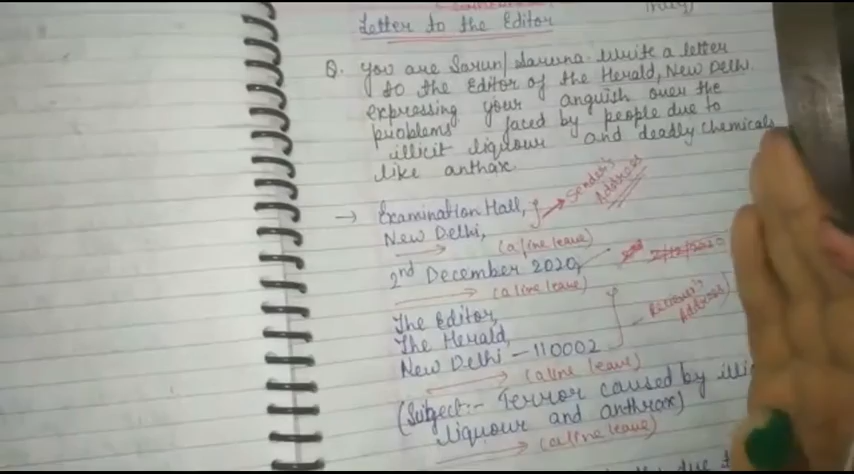 Letter to the Editor
Q. You are Sarun/Saruna. Write a letter
to the Editor of the Herald, New Delhi
expressing your anguish over the
problems faced by people due to
illicit liquour and deadly chemicals
like anthax.
→ Examination Hall, → Sender's Address
New Delhi,
(a line leave)
2nd December 2020, 2/12/2020
(a line leave)
The Editor,
The Herald,
New Delhi - 110002
(a line leave)
(Subject:- Terror caused by
liquour and anthrax)
(a line leave)